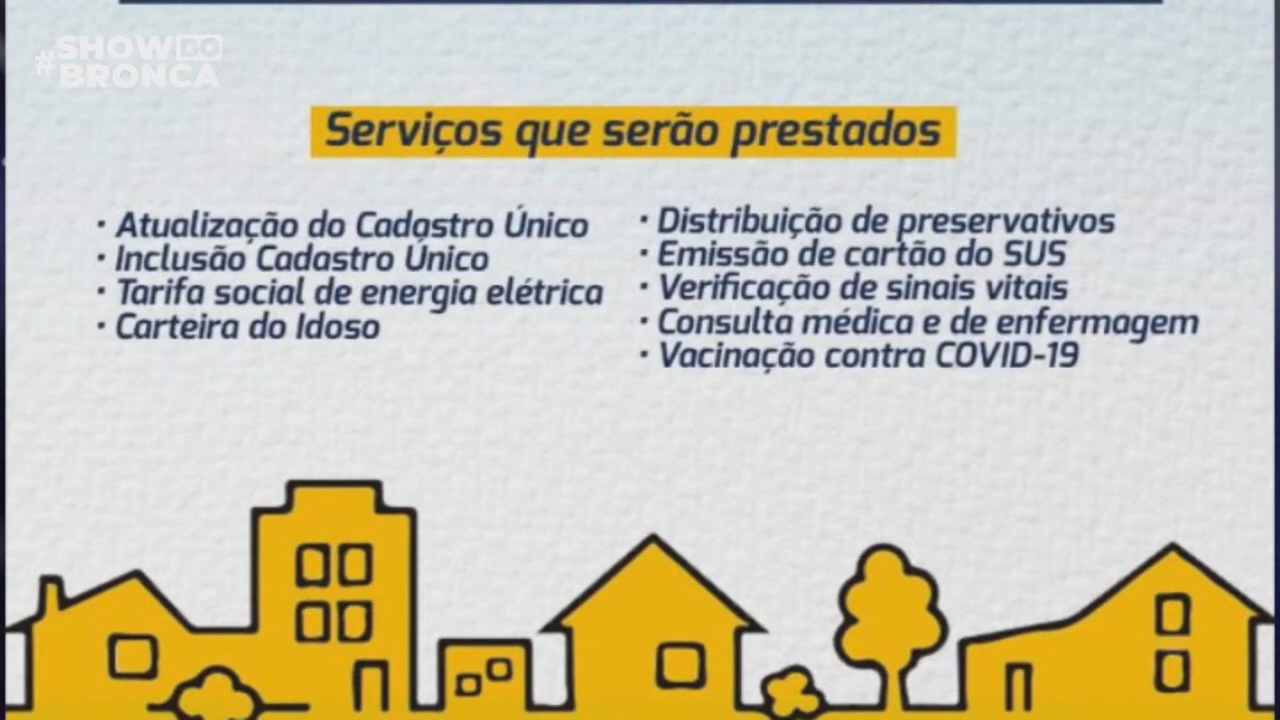 #SHOW DO
BRONCA
Serviços que serão prestados
· Atualização do Cadastro Único
· Inclusão Cadastro Único
· Tarifa social de energia elétrica
· Carteira do Idoso
· Distribuição de preservativos
· Emissão de cartão do SUS
· Verificação de sinais vitais
· Consulta médica e de enfermagem
· Vacinação contra COVID-19